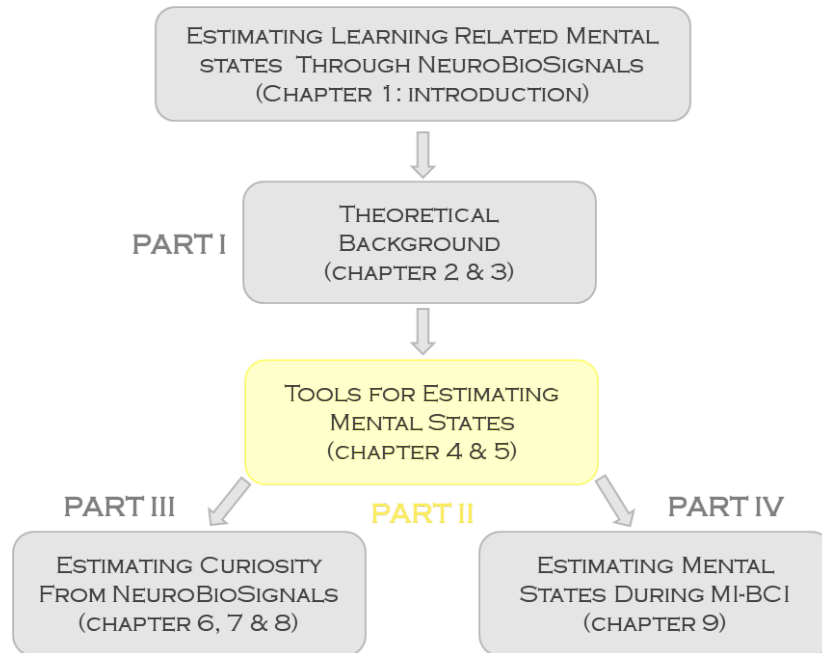 Estimating Learning Related Mental
states Through NeuroBioSignals
(Chapter 1: introduction)
PART I
Theoretical
Background
(chapter 2 & 3)
Tools for Estimating
Mental States
(chapter 4 & 5)
PART II
PART III
Estimating Curiosity
From NeuroBioSignals
(chapter 6, 7 & 8)
PART IV
Estimating Mental
States During MI-BCI
(chapter 9)